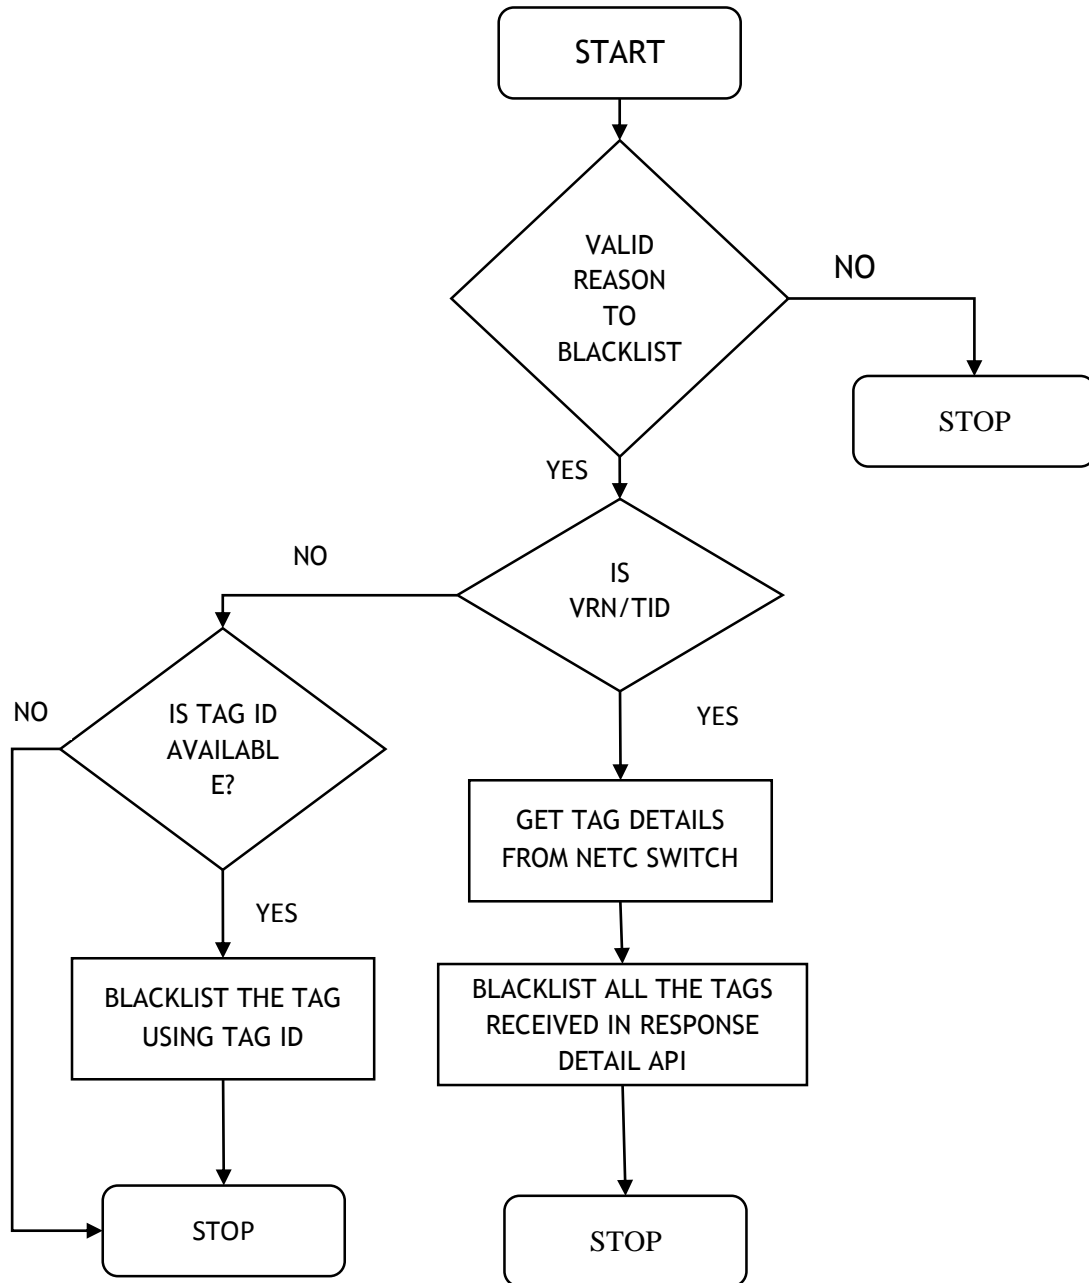 START
VALID
REASON
TO
BLACKLIST
NO
STOP
YES
NO
IS
VRN/TID
NO
IS TAG ID
AVAILABL
E?
YES
GET TAG DETAILS
FROM NETC SWITCH
YES
BLACKLIST THE TAG
USING TAG ID
BLACKLIST ALL THE TAGS
RECEIVED IN RESPONSE
DETAIL API
STOP
STOP